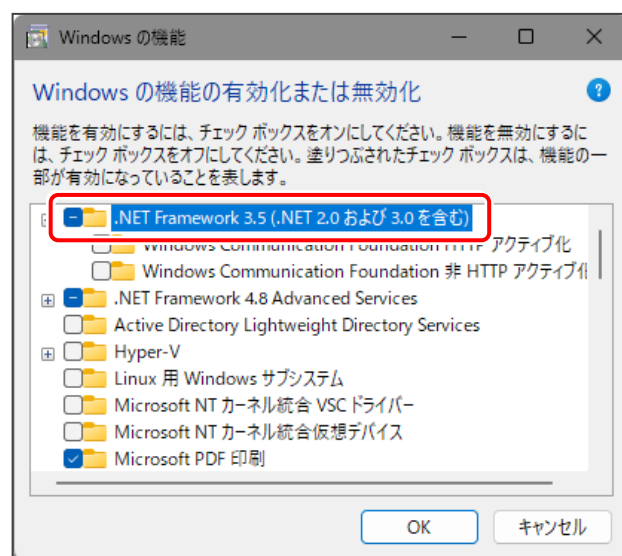 Windows の機能
Windows の機能の有効化または無効化
?
機能を有効にするには、チェック ボックスをオンにしてください。機能を無効にするに
は、チェック ボックスをオフにしてください。塗りつぶされたチェック ボックスは、機能の一
部が有効になっていることを表します。
.NET Framework 3.5 (.NET 2.0 および 3.0 を含む)
Windows Communication Foundation HTTP アクティブ化
Windows Communication Foundation 非 HTTP アクティブ化
.NET Framework 4.8 Advanced Services
Active Directory Lightweight Directory Services
Hyper-V
Linux 用 Windows サブシステム
Microsoft NT カーネル統合 VSC ドライバー
Microsoft NT カーネル統合仮想デバイス
Microsoft PDF 印刷
OK
キャンセル